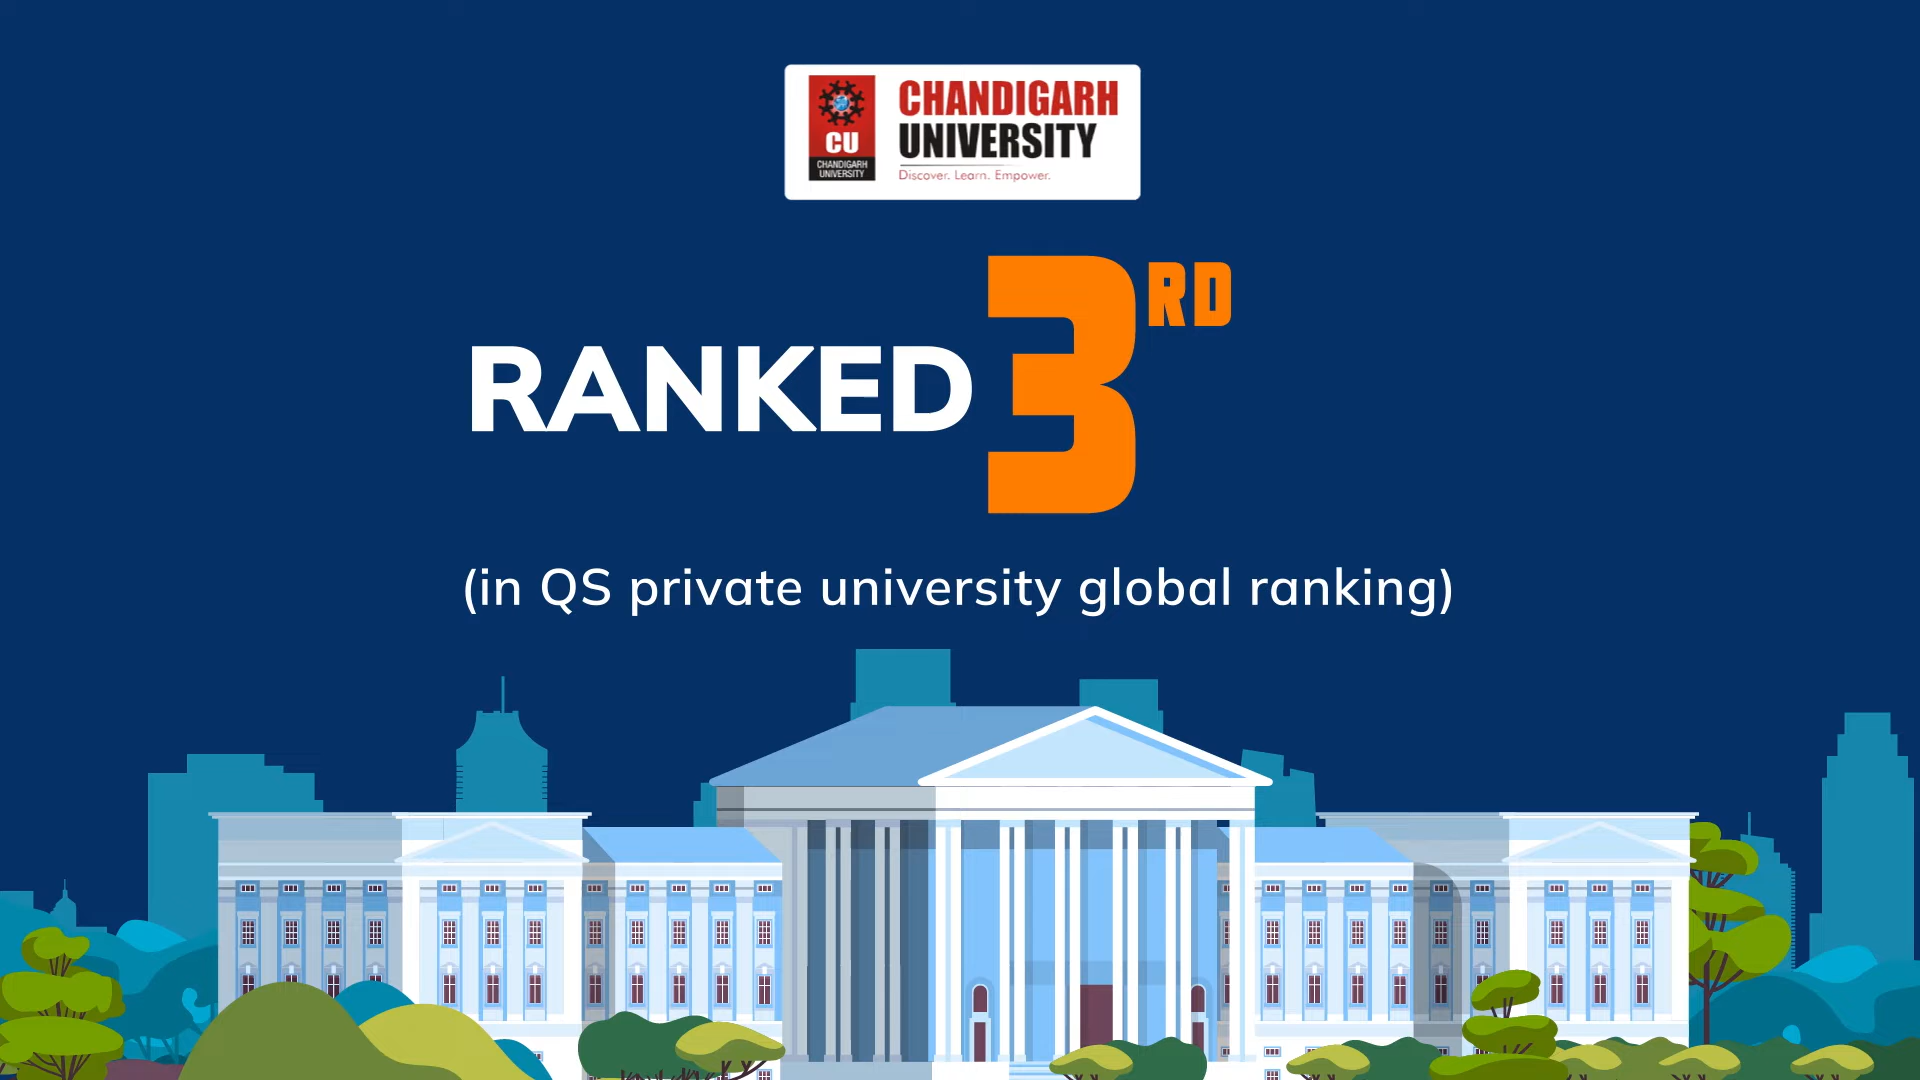 CHANDIGARH
UNIVERSITY
Discover. Learn. Empower.
CU
CHANDIGARH
UNIVERSITY
RANKED 3RD
(in QS private university global ranking)